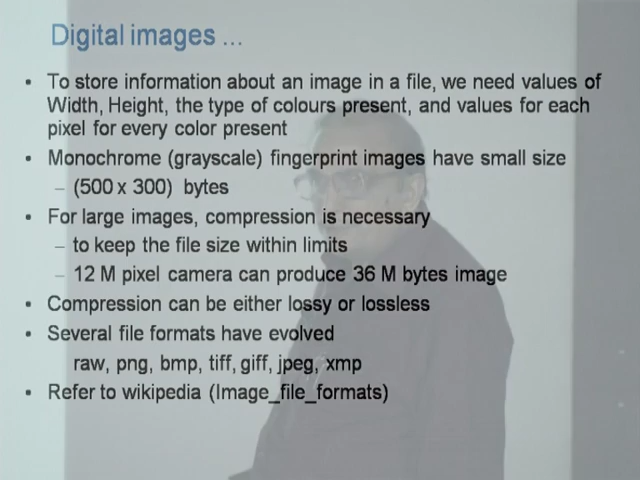 Digital images ...
• To store information about an image in a file, we need values of
Width, Height, the type of colours present, and values for each
pixel for every color present
• Monochrome (grayscale) fingerprint images have small size
– (500 x 300) bytes
• For large images, compression is necessary
– to keep the file size within limits
– 12 M pixel camera can produce 36 M bytes image
• Compression can be either lossy or lossless
• Several file formats have evolved
raw, png, bmp, tiff, giff, jpeg, xmp
• Refer to wikipedia (Image_file_formats)